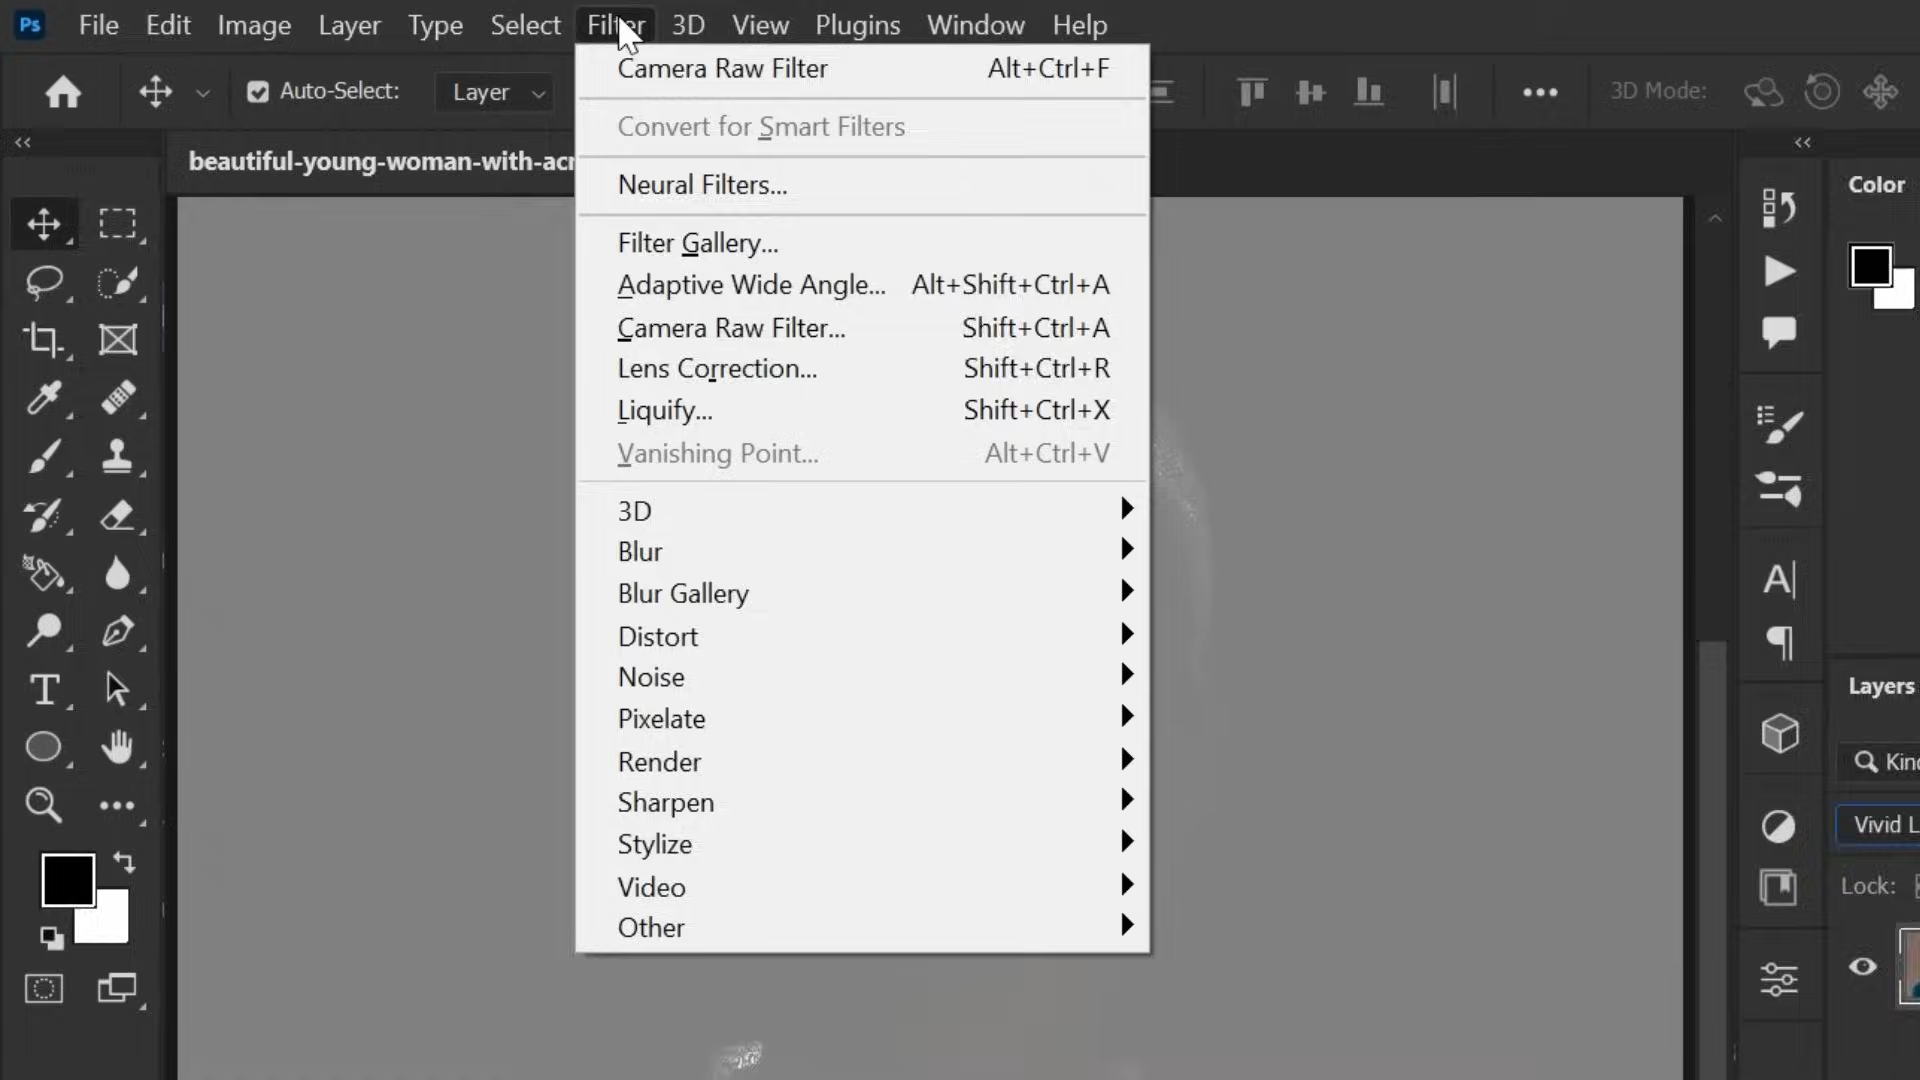 Ps File Edit Image Layer Type Select Filter 3D View Plugins Window Help
Auto-Select: Layer
3D Mode:
beautiful-young-woman-with-acr
Camera Raw Filter Alt+Ctrl+F
Convert for Smart Filters
Neural Filters...
Filter Gallery...
Adaptive Wide Angle... Alt+Shift+Ctrl+A
Camera Raw Filter... Shift+Ctrl+A
Lens Correction... Shift+Ctrl+R
Liquify... Shift+Ctrl+X
Vanishing Point... Alt+Ctrl+V
3D
Blur
Blur Gallery
Distort
Noise
Pixelate
Render
Sharpen
Stylize
Video
Other
Color
Layers
Kin
Vivid L
Lock: